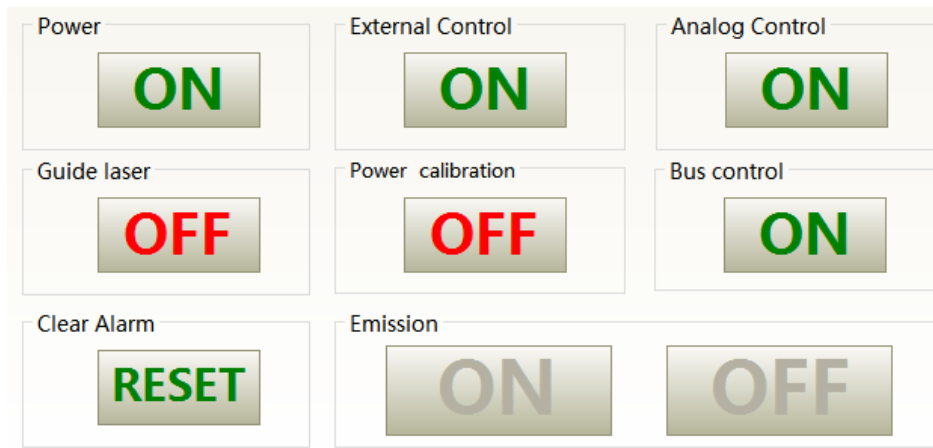 Power
ON
External Control
ON
Analog Control
ON
Guide laser
OFF
Power calibration
OFF
Bus control
ON
Clear Alarm
RESET
Emission
ON
OFF